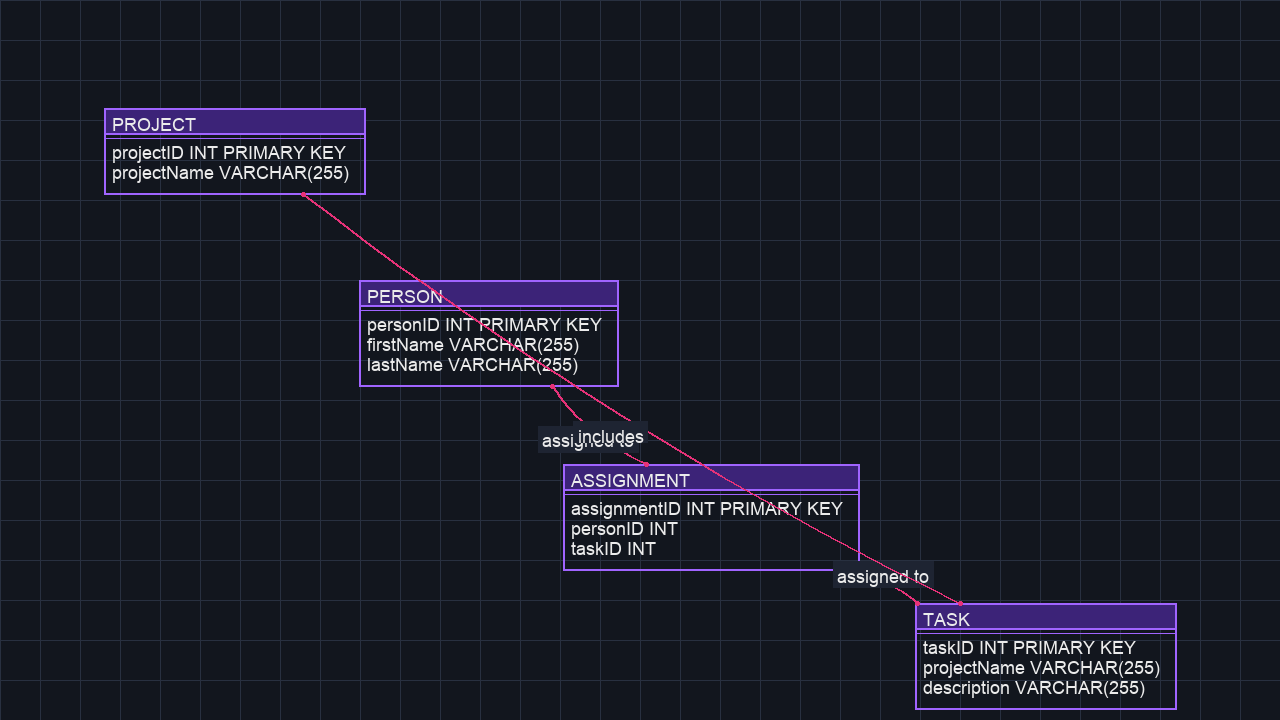 PROJECT
projectID INT PRIMARY KEY
projectName VARCHAR(255)
PERSON
personID INT PRIMARY KEY
firstName VARCHAR(255)
lastName VARCHAR(255)
includes
assigned to
ASSIGNMENT
assignmentID INT PRIMARY KEY
personID INT
taskID INT
assigned to
TASK
taskID INT PRIMARY KEY
projectName VARCHAR(255)
description VARCHAR(255)